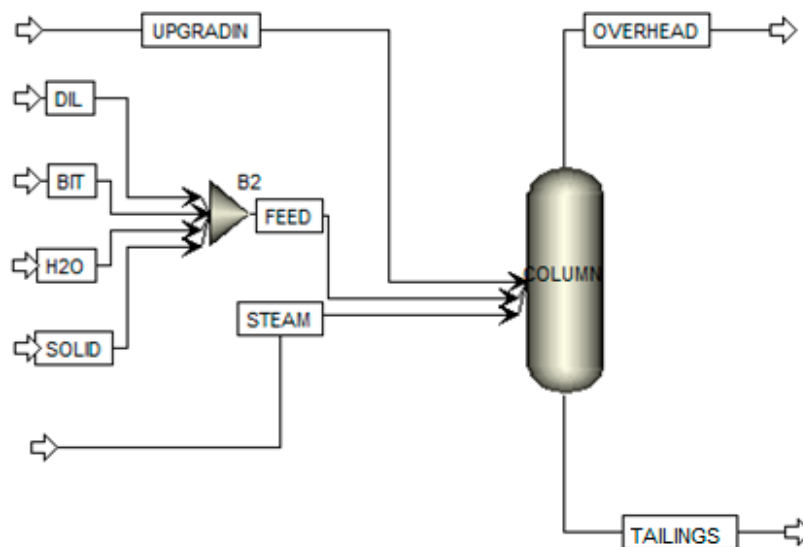 UPGRADIN
OVERHEAD
DIL
BIT
B2
FEED
H2O
COLUMN
STEAM
SOLID
TAILINGS